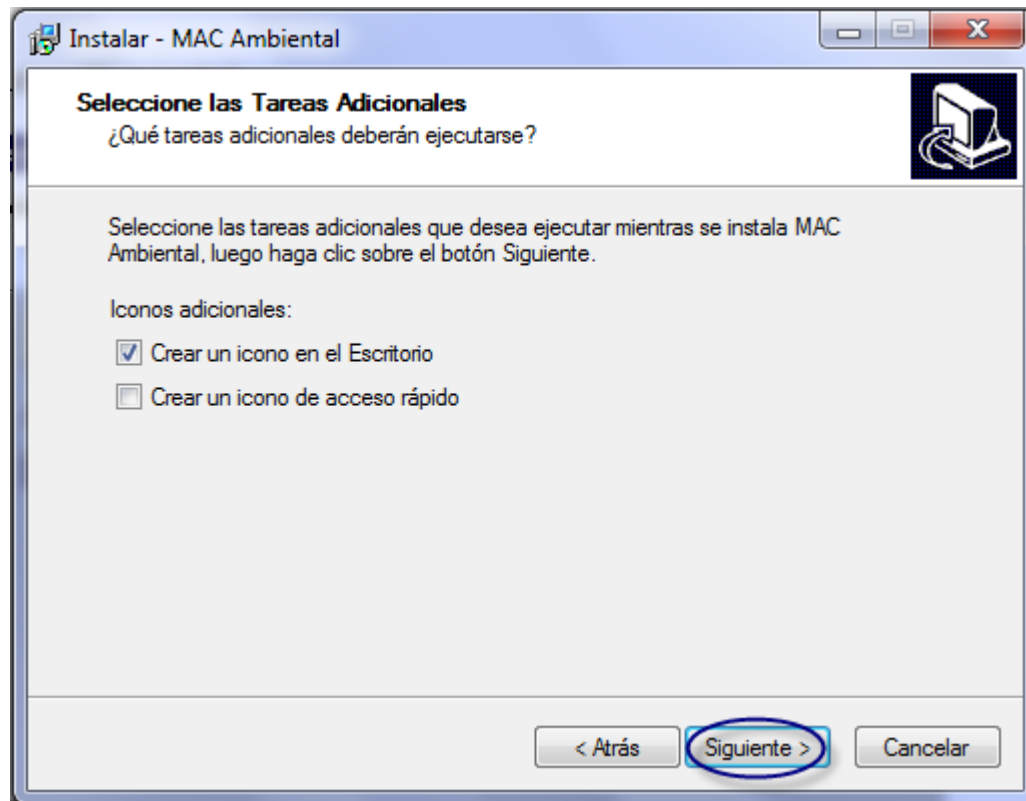 Instalar - MAC Ambiental
Seleccione las Tareas Adicionales
¿Qué tareas adicionales deberán ejecutarse?
Seleccione las tareas adicionales que desea ejecutar mientras se instala MAC
Ambiental, luego haga clic sobre el botón Siguiente.
Iconos adicionales:
Crear un icono en el Escritorio
Crear un icono de acceso rápido
< Atrás
Siguiente >
Cancelar